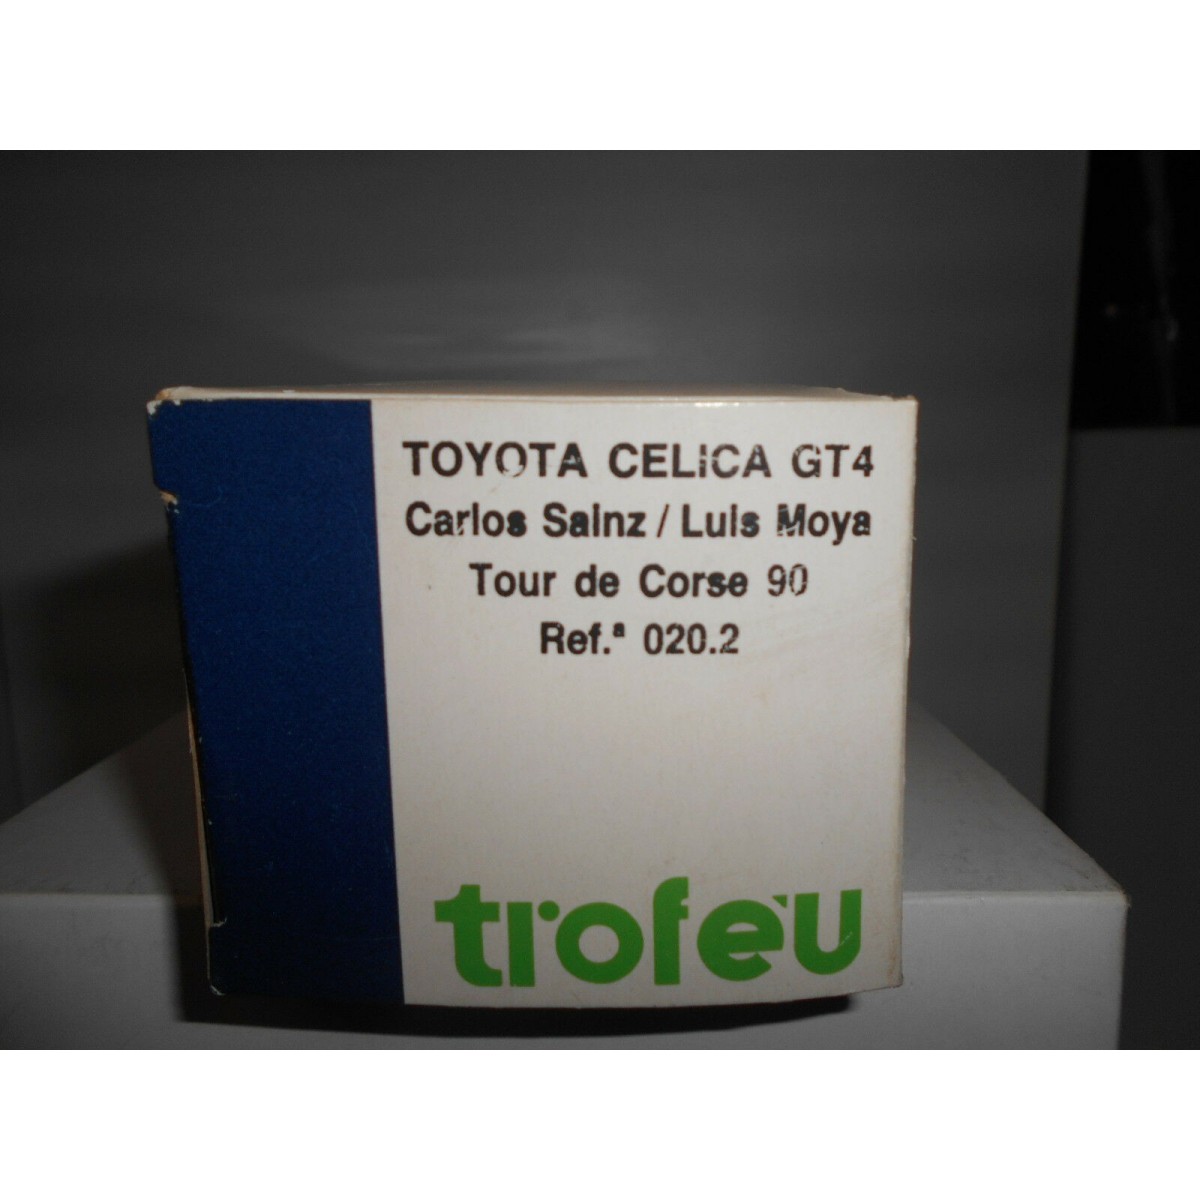 TOYOTA CELICA GT4
Carlos Sainz / Luis Moya
Tour de Corse 90
Ref.ª 020.2
trofeu